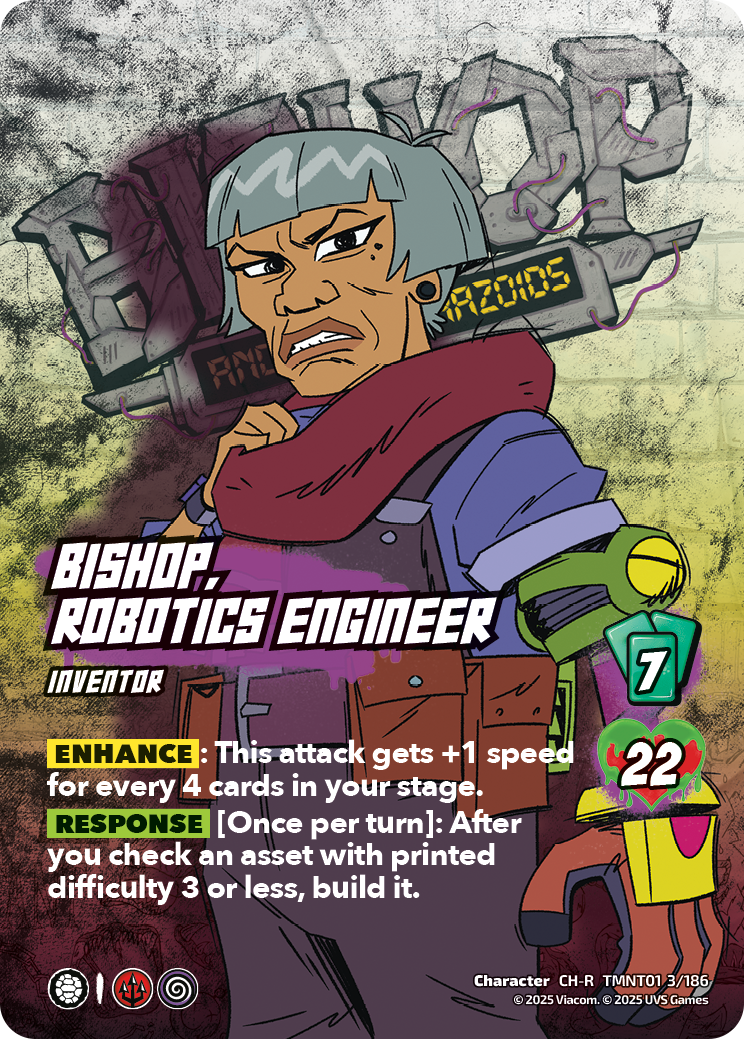 BISHOP
MAZOIDS
BISHOP,
ROBOTICS ENGINEER
INVENTOR
ENHANCE: This attack gets +1 speed
for every 4 cards in your stage.
RESPONSE [Once per turn]: After
you check an asset with printed
difficulty 3 or less, build it.
7
22
Character CH-R TMNT01 3/186
© 2025 Viacom. © 2025 UVS Games